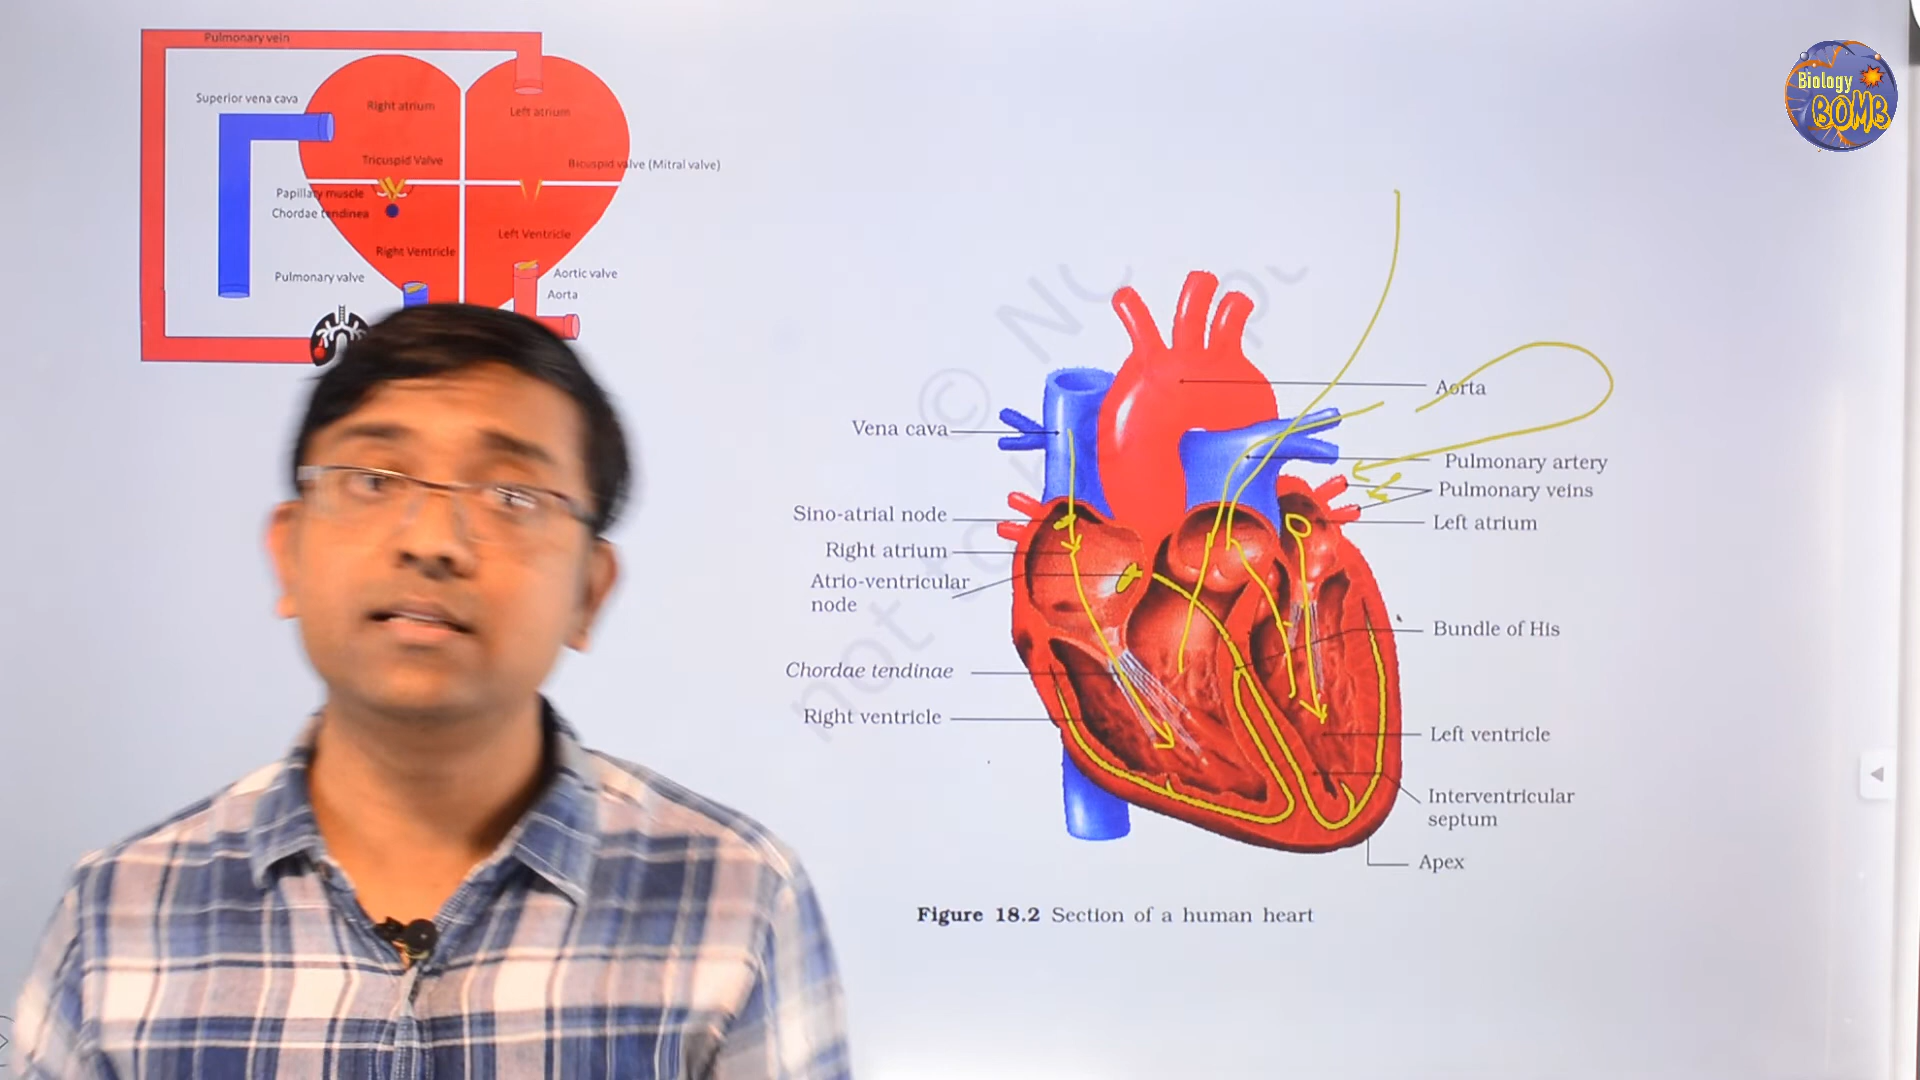 Pulmonary vein
Superior vena cava
Right atrium
Left atrium
Tricuspid Valve
Bicuspid valve (Mitral valve)
Papillary muscle
Chordae tendinea
Left Ventricle
Right Ventricle
Pulmonary valve
Aortic valve
Aorta
Biology
BOMB
Aorta
Vena cava
Pulmonary artery
Pulmonary veins
Sino-atrial node
Left atrium
Right atrium
Atrio-ventricular
node
Bundle of His
Chordae tendinae
Right ventricle
Left ventricle
Interventricular
septum
Apex
Figure 18.2 Section of a human heart
© NC
not to